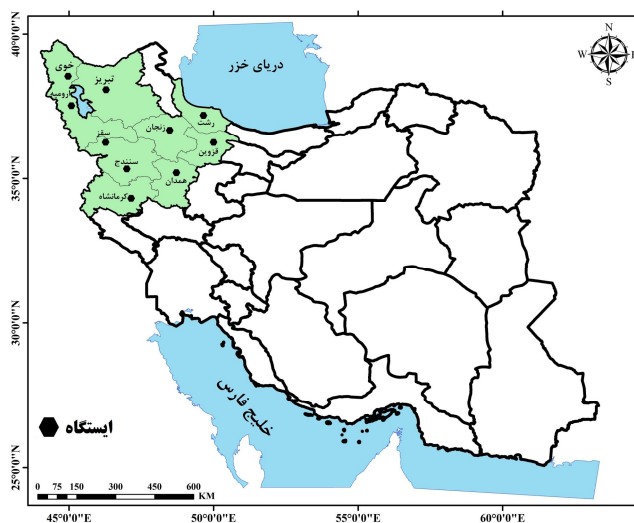 40°0'0"N
35°0'0"N
30°0'0"N
25°0'0"N
N
W
E
S
دریای خزر
خوی
تبریز
ارومیه
رشت
زنجان
سقز
قزوین
سنندج
همدان
کرمانشاه
خلیج فارس
ایستگاه
0 75 150 300 450 600
KM
45°0'0"E 50°0'0"E 55°0'0"E 60°0'0"E